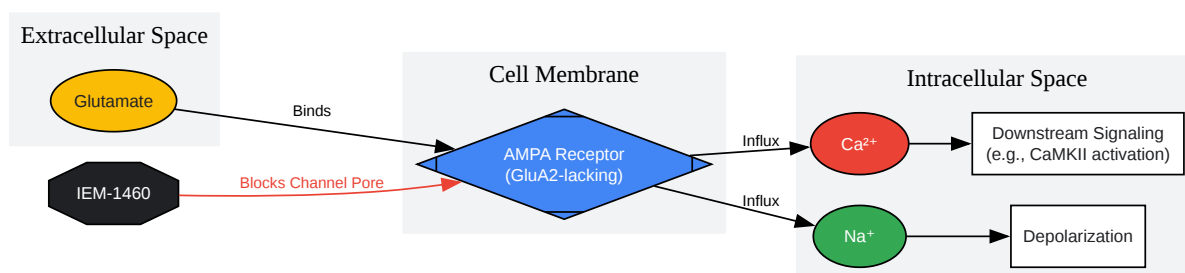 Extracellular Space
Glutamate
IEM-1460
Binds
Blocks Channel Pore
Cell Membrane
AMPA Receptor
(GluA2-lacking)
Influx
Influx
Intracellular Space
Ca²⁺
Downstream Signaling
(e.g., CaMKII activation)
Na⁺
Depolarization